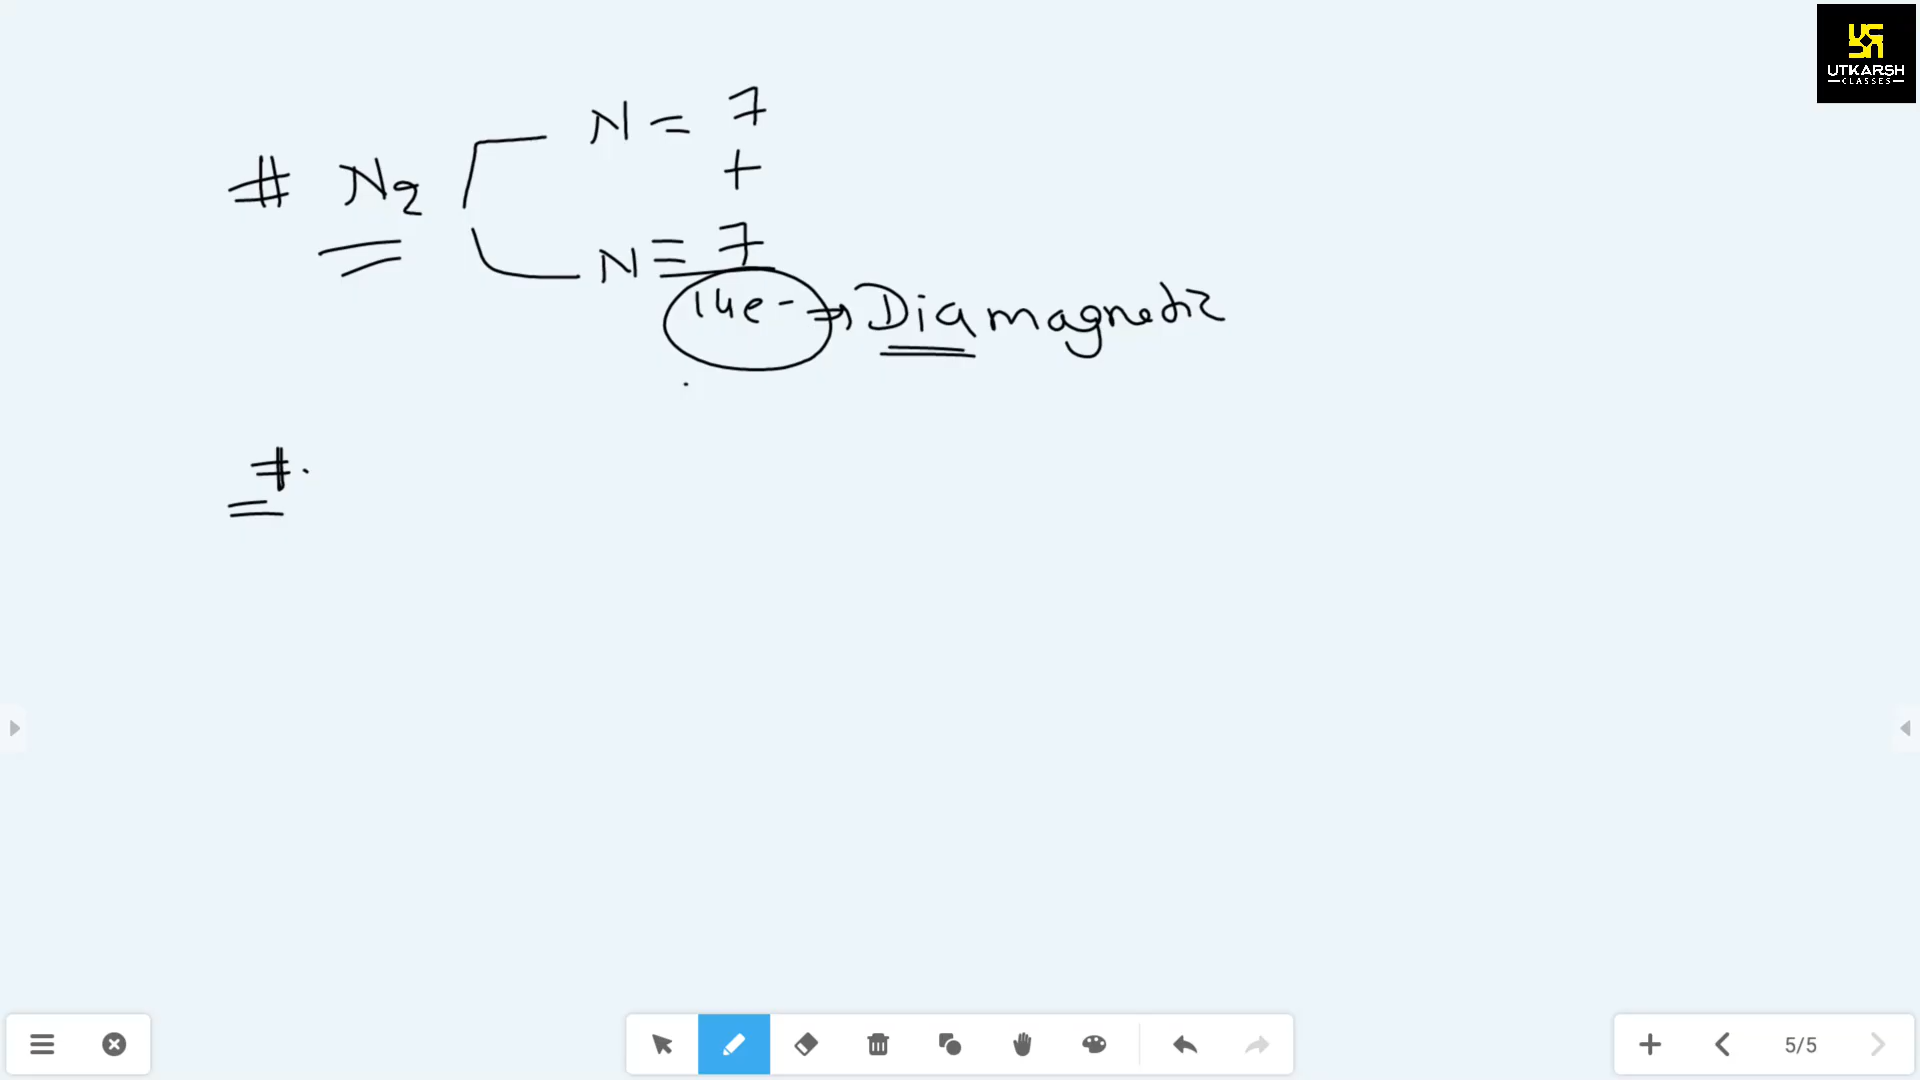 UTKARSH
CLASSES
N = 7
+
# N2
N = 7
14e- → Diamagnetic
#.
5/5